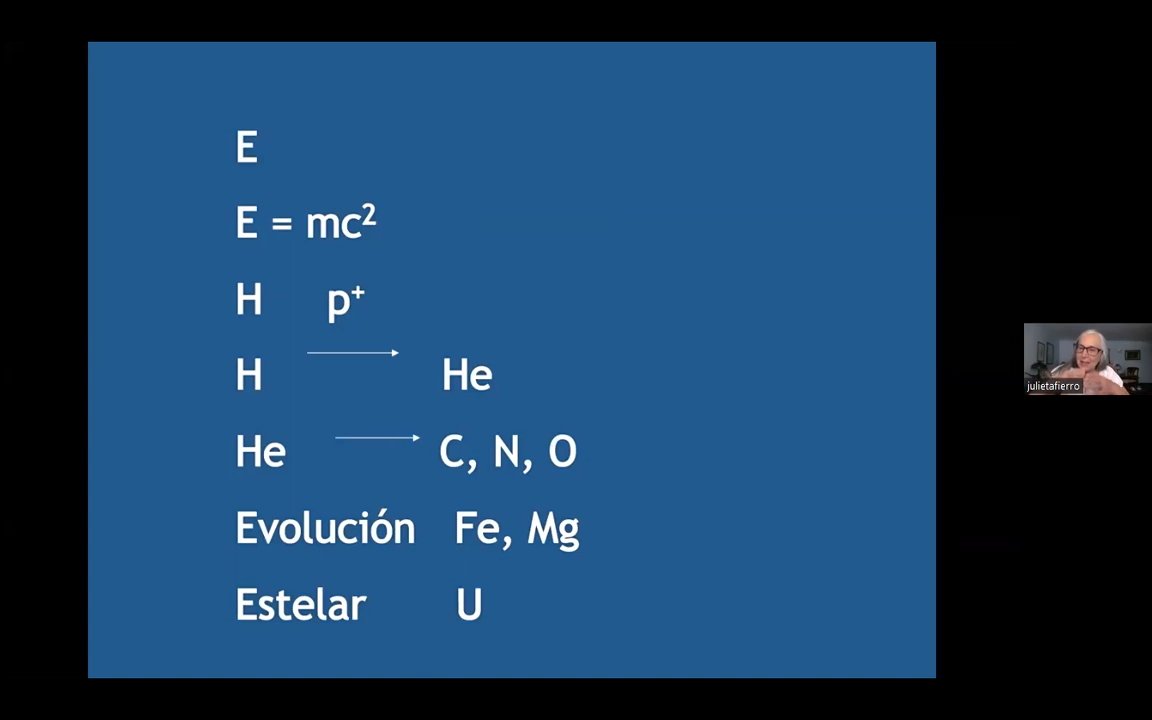 E
E = mc²
H p⁺
H He
He C, N, O
Evolución Fe, Mg
Estelar U
julietafierro